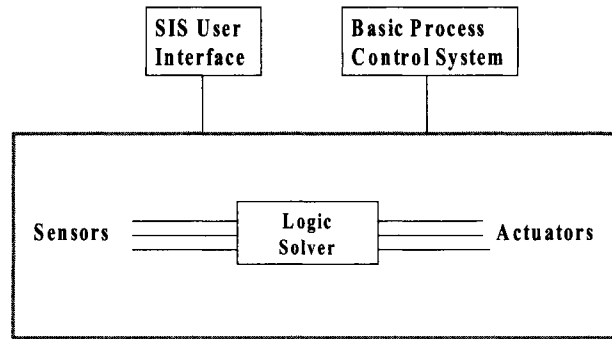 SIS User
Interface
Basic Process
Control System
Sensors
Logic
Solver
Actuators